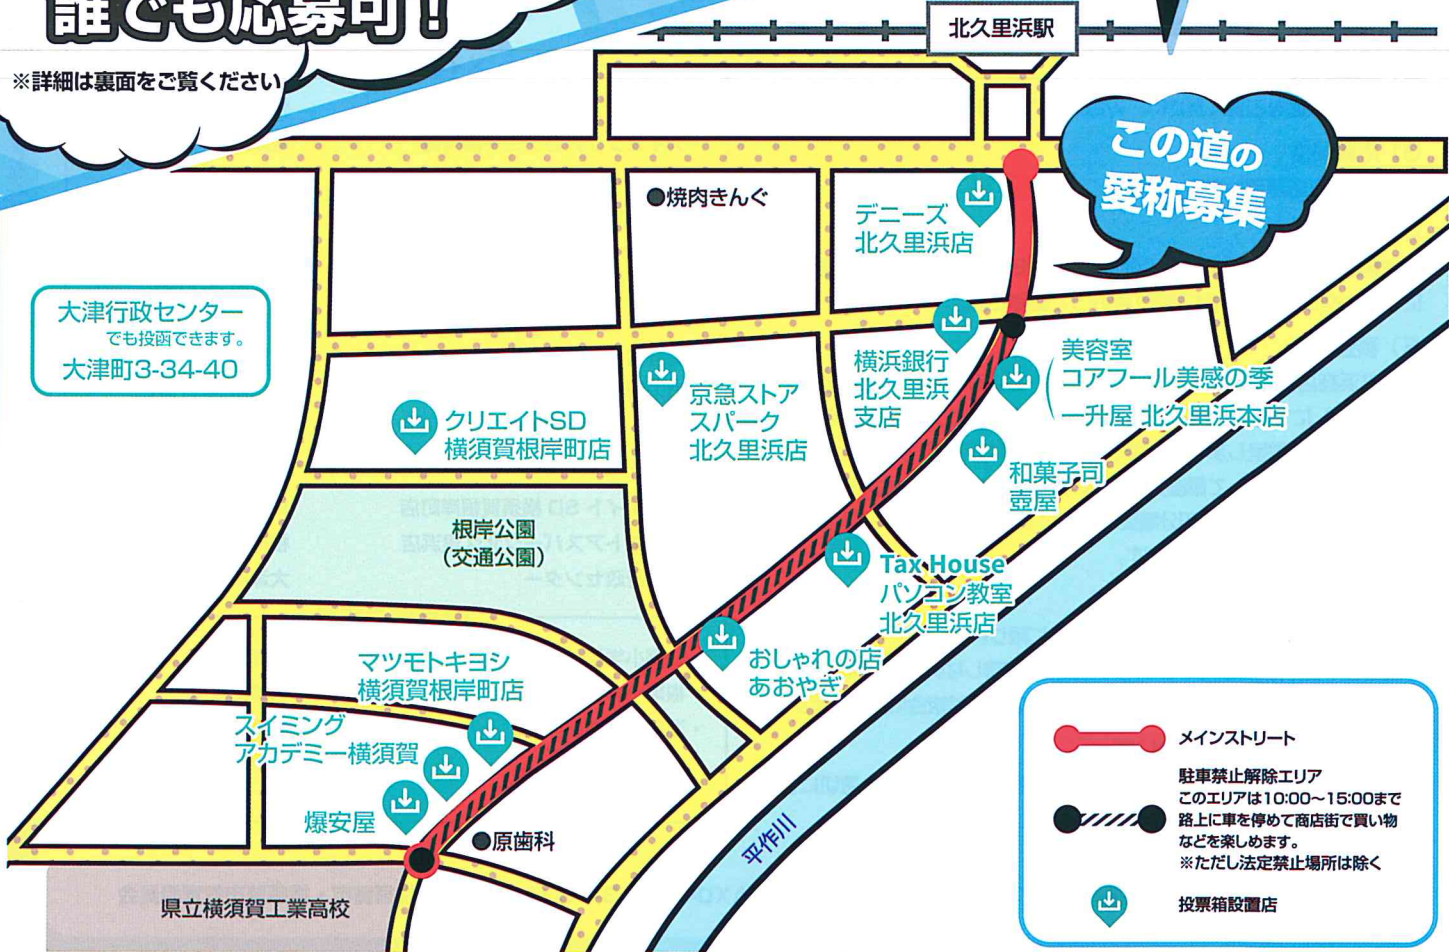 誰でも応募可！
※詳細は裏面をご覧ください
北久里浜駅
この道の
愛称募集
●焼肉きんぐ
デニーズ
北久里浜店
大津行政センター
でも投函できます。
大津町3-34-40
横浜銀行
北久里浜
支店
美容室
コアフール美感の季
一升屋 北久里浜本店
京急ストア
スパーク
北久里浜店
クリエイトSD
横須賀根岸町店
和菓子司
壺屋
根岸公園
（交通公園）
Tax House
パソコン教室
北久里浜店
おしゃれの店
あおやぎ
マツモトキヨシ
横須賀根岸町店
スイミング
アカデミー横須賀
爆安屋
●原歯科
平作川
県立横須賀工業高校
メインストリート
駐車禁止解除エリア
このエリアは10:00～15:00まで
路上に車を停めて商店街で買い物
などを楽しめます。
※ただし法定禁止場所は除く
投票箱設置店